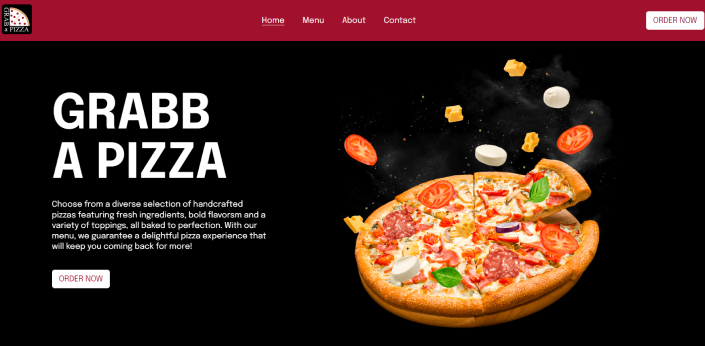 GRAB
A PIZZA
Home Menu About Contact
ORDER NOW
GRABB
A PIZZA
Choose from a diverse selection of handcrafted
pizzas featuring fresh ingredients, bold flavorsm and a
variety of toppings, all baked to perfection. With our
menu, we guarantee a delightful pizza experience that
will keep you coming back for more!
ORDER NOW